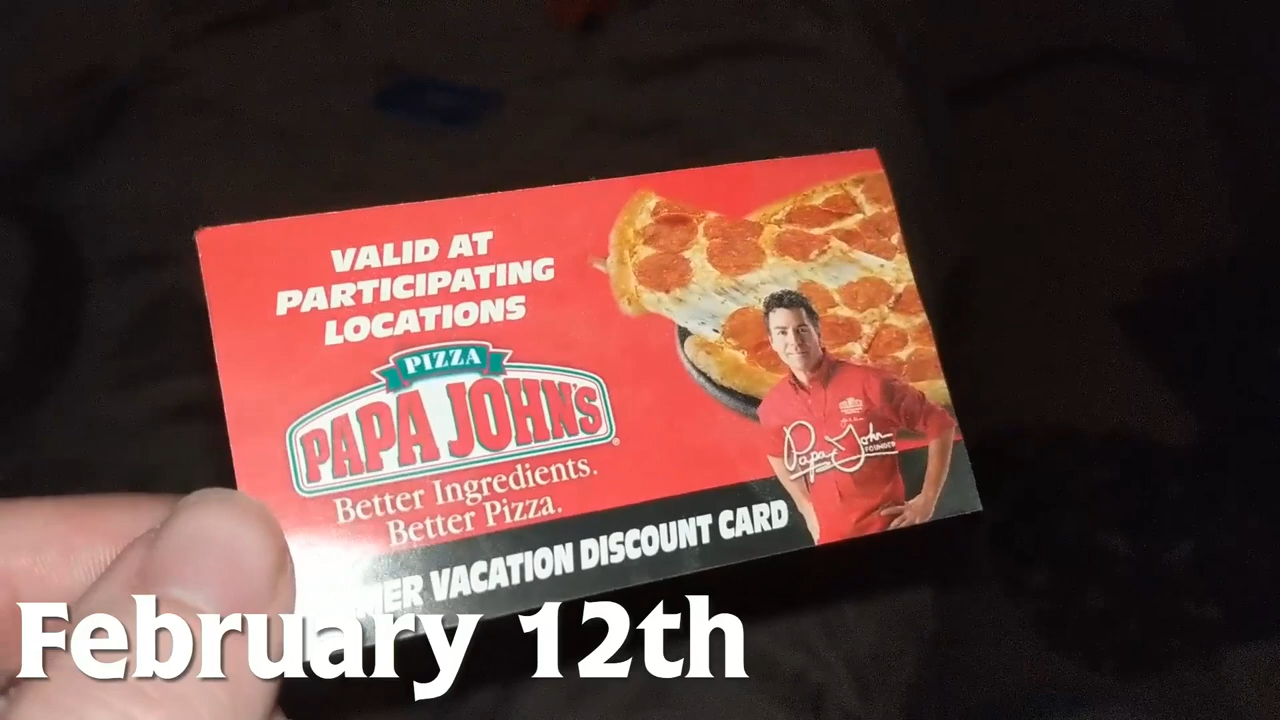 VALID AT
PARTICIPATING
LOCATIONS
PIZZA
PAPA JOHN'S
Better Ingredients.
Better Pizza.
Papa John
FOUNDER
VACATION DISCOUNT CARD
February 12th